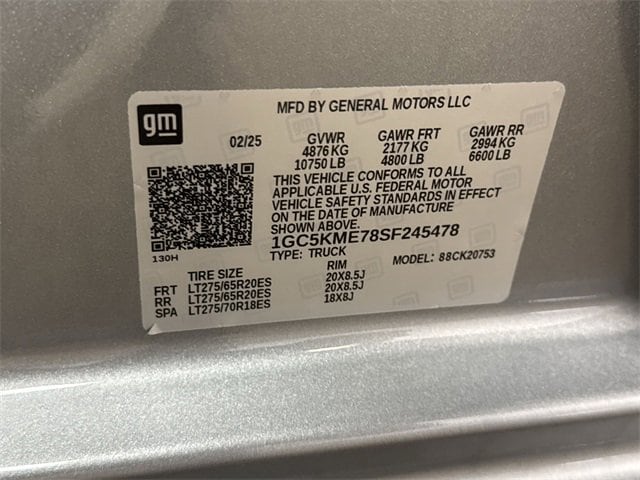 gm
MFD BY GENERAL MOTORS LLC
02/25 GVWR GAWR FRT GAWR RR
4876 KG 2177 KG 2994 KG
10750 LB 4800 LB 6600 LB
THIS VEHICLE CONFORMS TO ALL
APPLICABLE U.S. FEDERAL MOTOR
VEHICLE SAFETY STANDARDS IN EFFECT
ON THE DATE OF MANUFACTURE
SHOWN ABOVE.
1GC5KME78SF245478
130H
TYPE: TRUCK MODEL: 88CK20753
TIRE SIZE RIM
FRT LT275/65R20ES 20X8.5J
RR LT275/65R20ES 20X8.5J
SPA LT275/70R18ES 18X8J